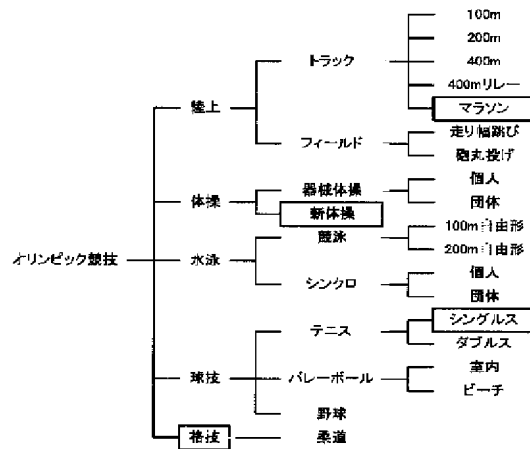 100m
200m
トラック
400m
400mリレー
陸上
マラソン
走り幅跳び
フィールド
砲丸投げ
個人
器械体操
体操
団体
新体操
100m自由形
競泳
200m自由形
オリンピック競技
水泳
個人
シンクロ
団体
シングルス
テニス
ダブルス
室内
球技
バレーボール
ビーチ
野球
格技
柔道